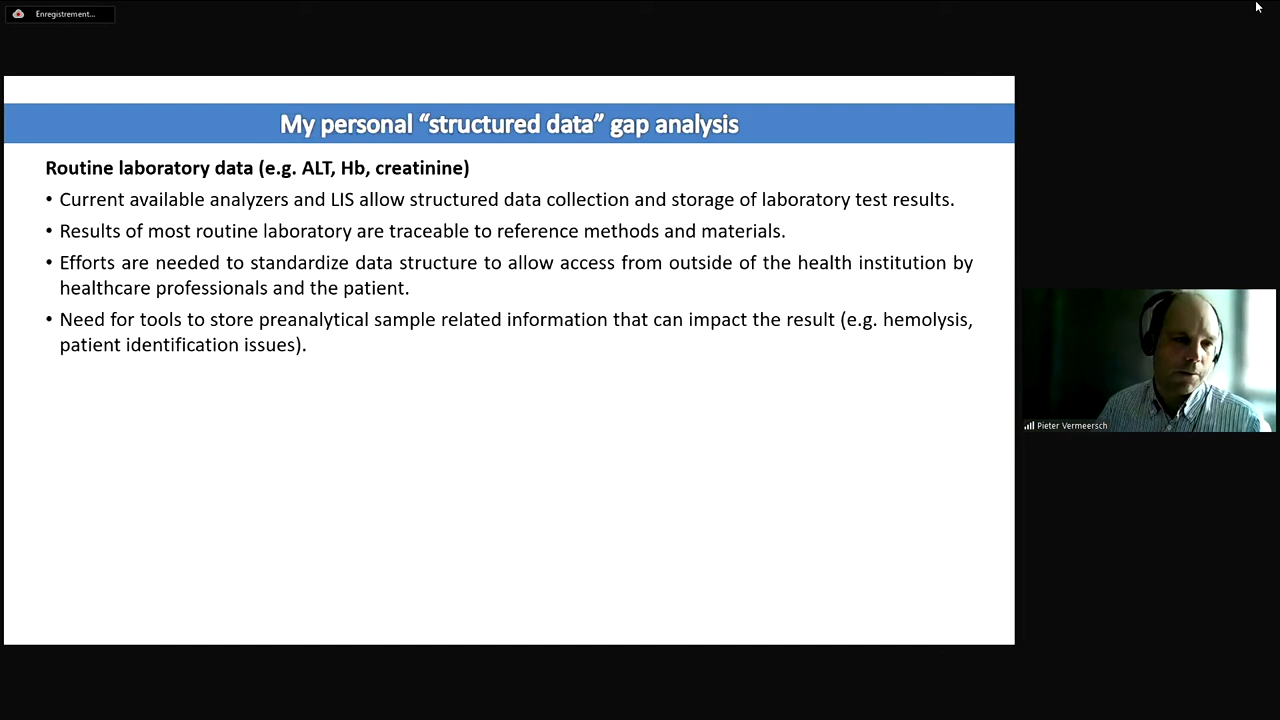 Enregistrement...
My personal “structured data” gap analysis
Routine laboratory data (e.g. ALT, Hb, creatinine)
• Current available analyzers and LIS allow structured data collection and storage of laboratory test results.
• Results of most routine laboratory are traceable to reference methods and materials.
• Efforts are needed to standardize data structure to allow access from outside of the health institution by
healthcare professionals and the patient.
• Need for tools to store preanalytical sample related information that can impact the result (e.g. hemolysis,
patient identification issues).
Pieter Vermeersch